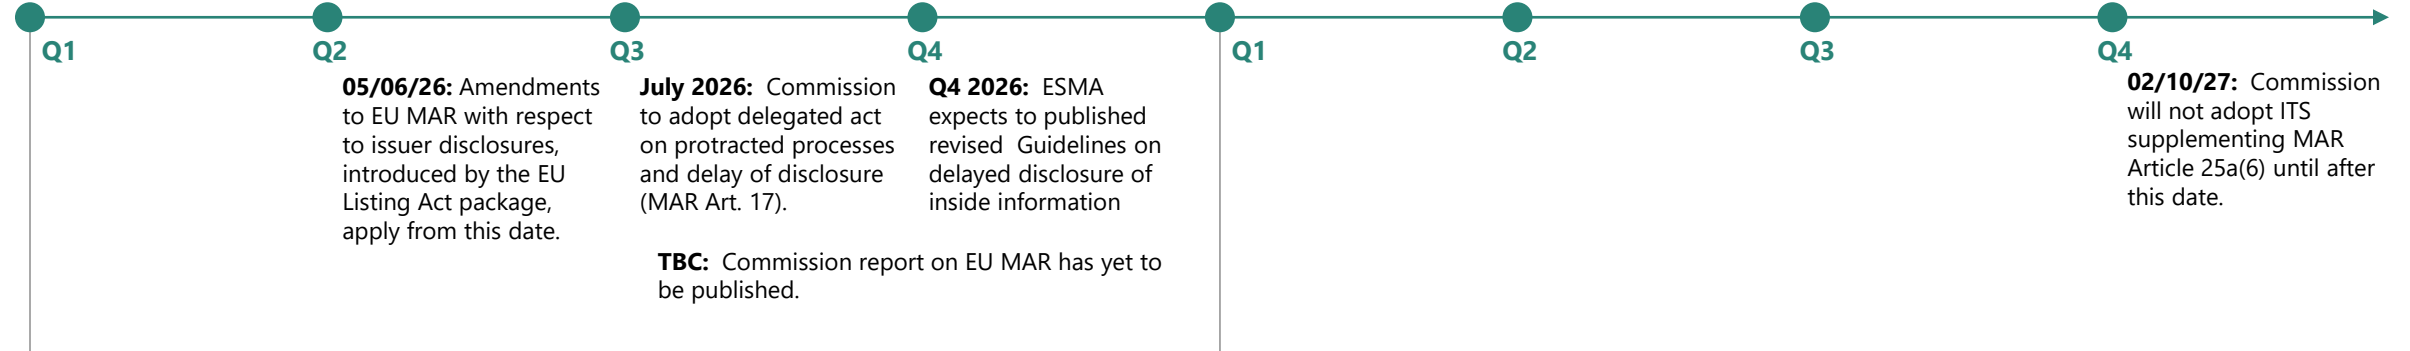 Q1
Q2
Q3
Q4
Q1
Q2
Q3
Q4
05/06/26: Amendments
to EU MAR with respect
to issuer disclosures,
introduced by the EU
Listing Act package,
apply from this date.
July 2026:  Commission
to adopt delegated act
on protracted processes
and delay of disclosure
(MAR Art. 17).
Q4 2026:  ESMA
expects to published
revised  Guidelines on
delayed disclosure of
inside information
TBC:  Commission report on EU MAR has yet to
be published.
02/10/27:  Commission
will not adopt ITS
supplementing MAR
Article 25a(6) until after
this date.